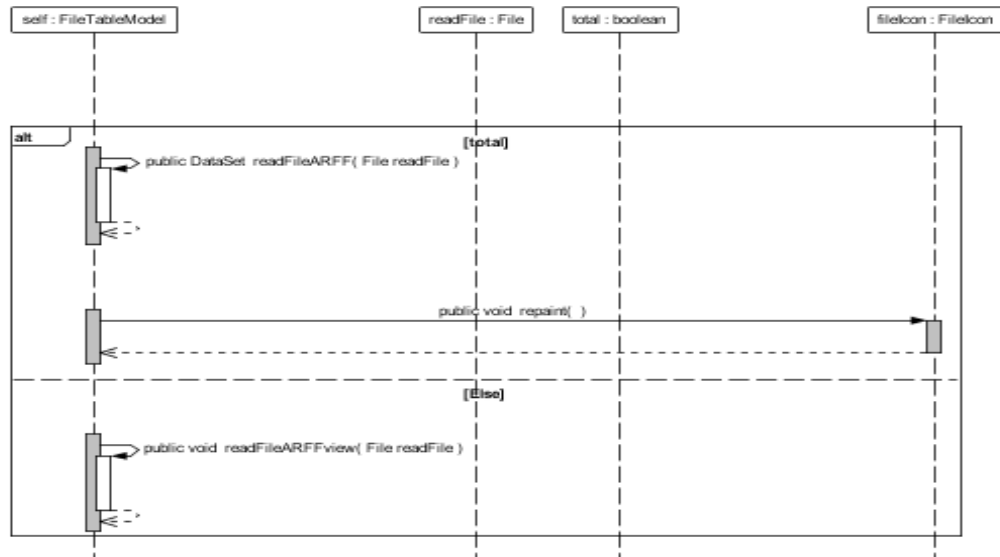 self : FileTableModel
readFile : File
total : boolean
fileIcon : FileIcon
alt
[total]
public DataSet readFileARFF( File readFile )
public void repaint( )
[Else]
public void readFileARFFview( File readFile )